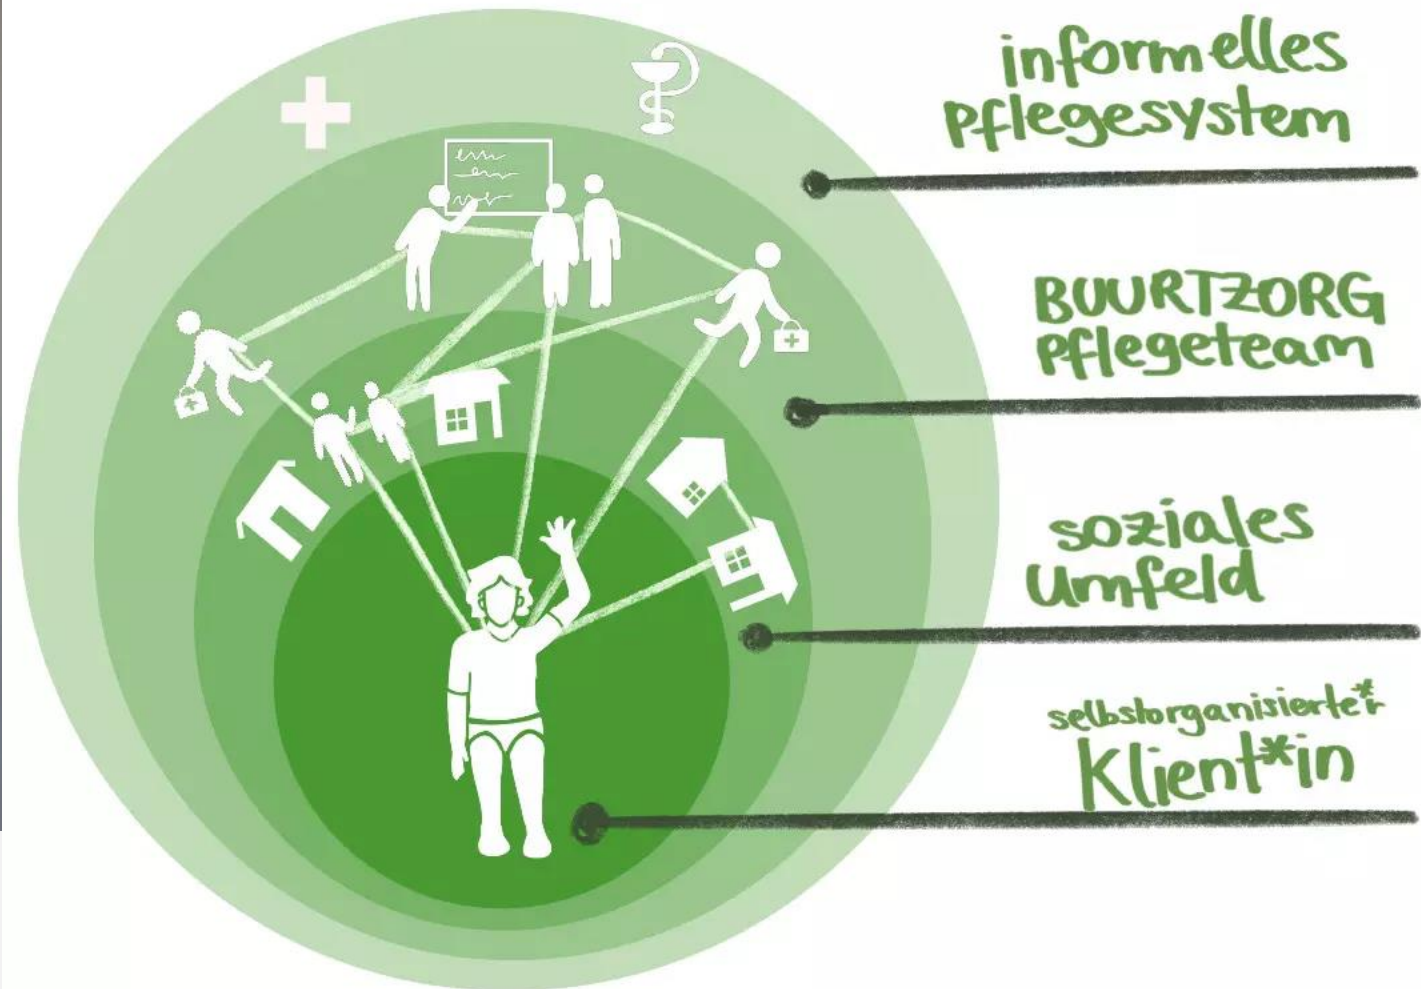 informelles
pflegesystem
BUURTZORG
pflegeteam
soziales
Umfeld
selbstorganisierte*r
Klient*in